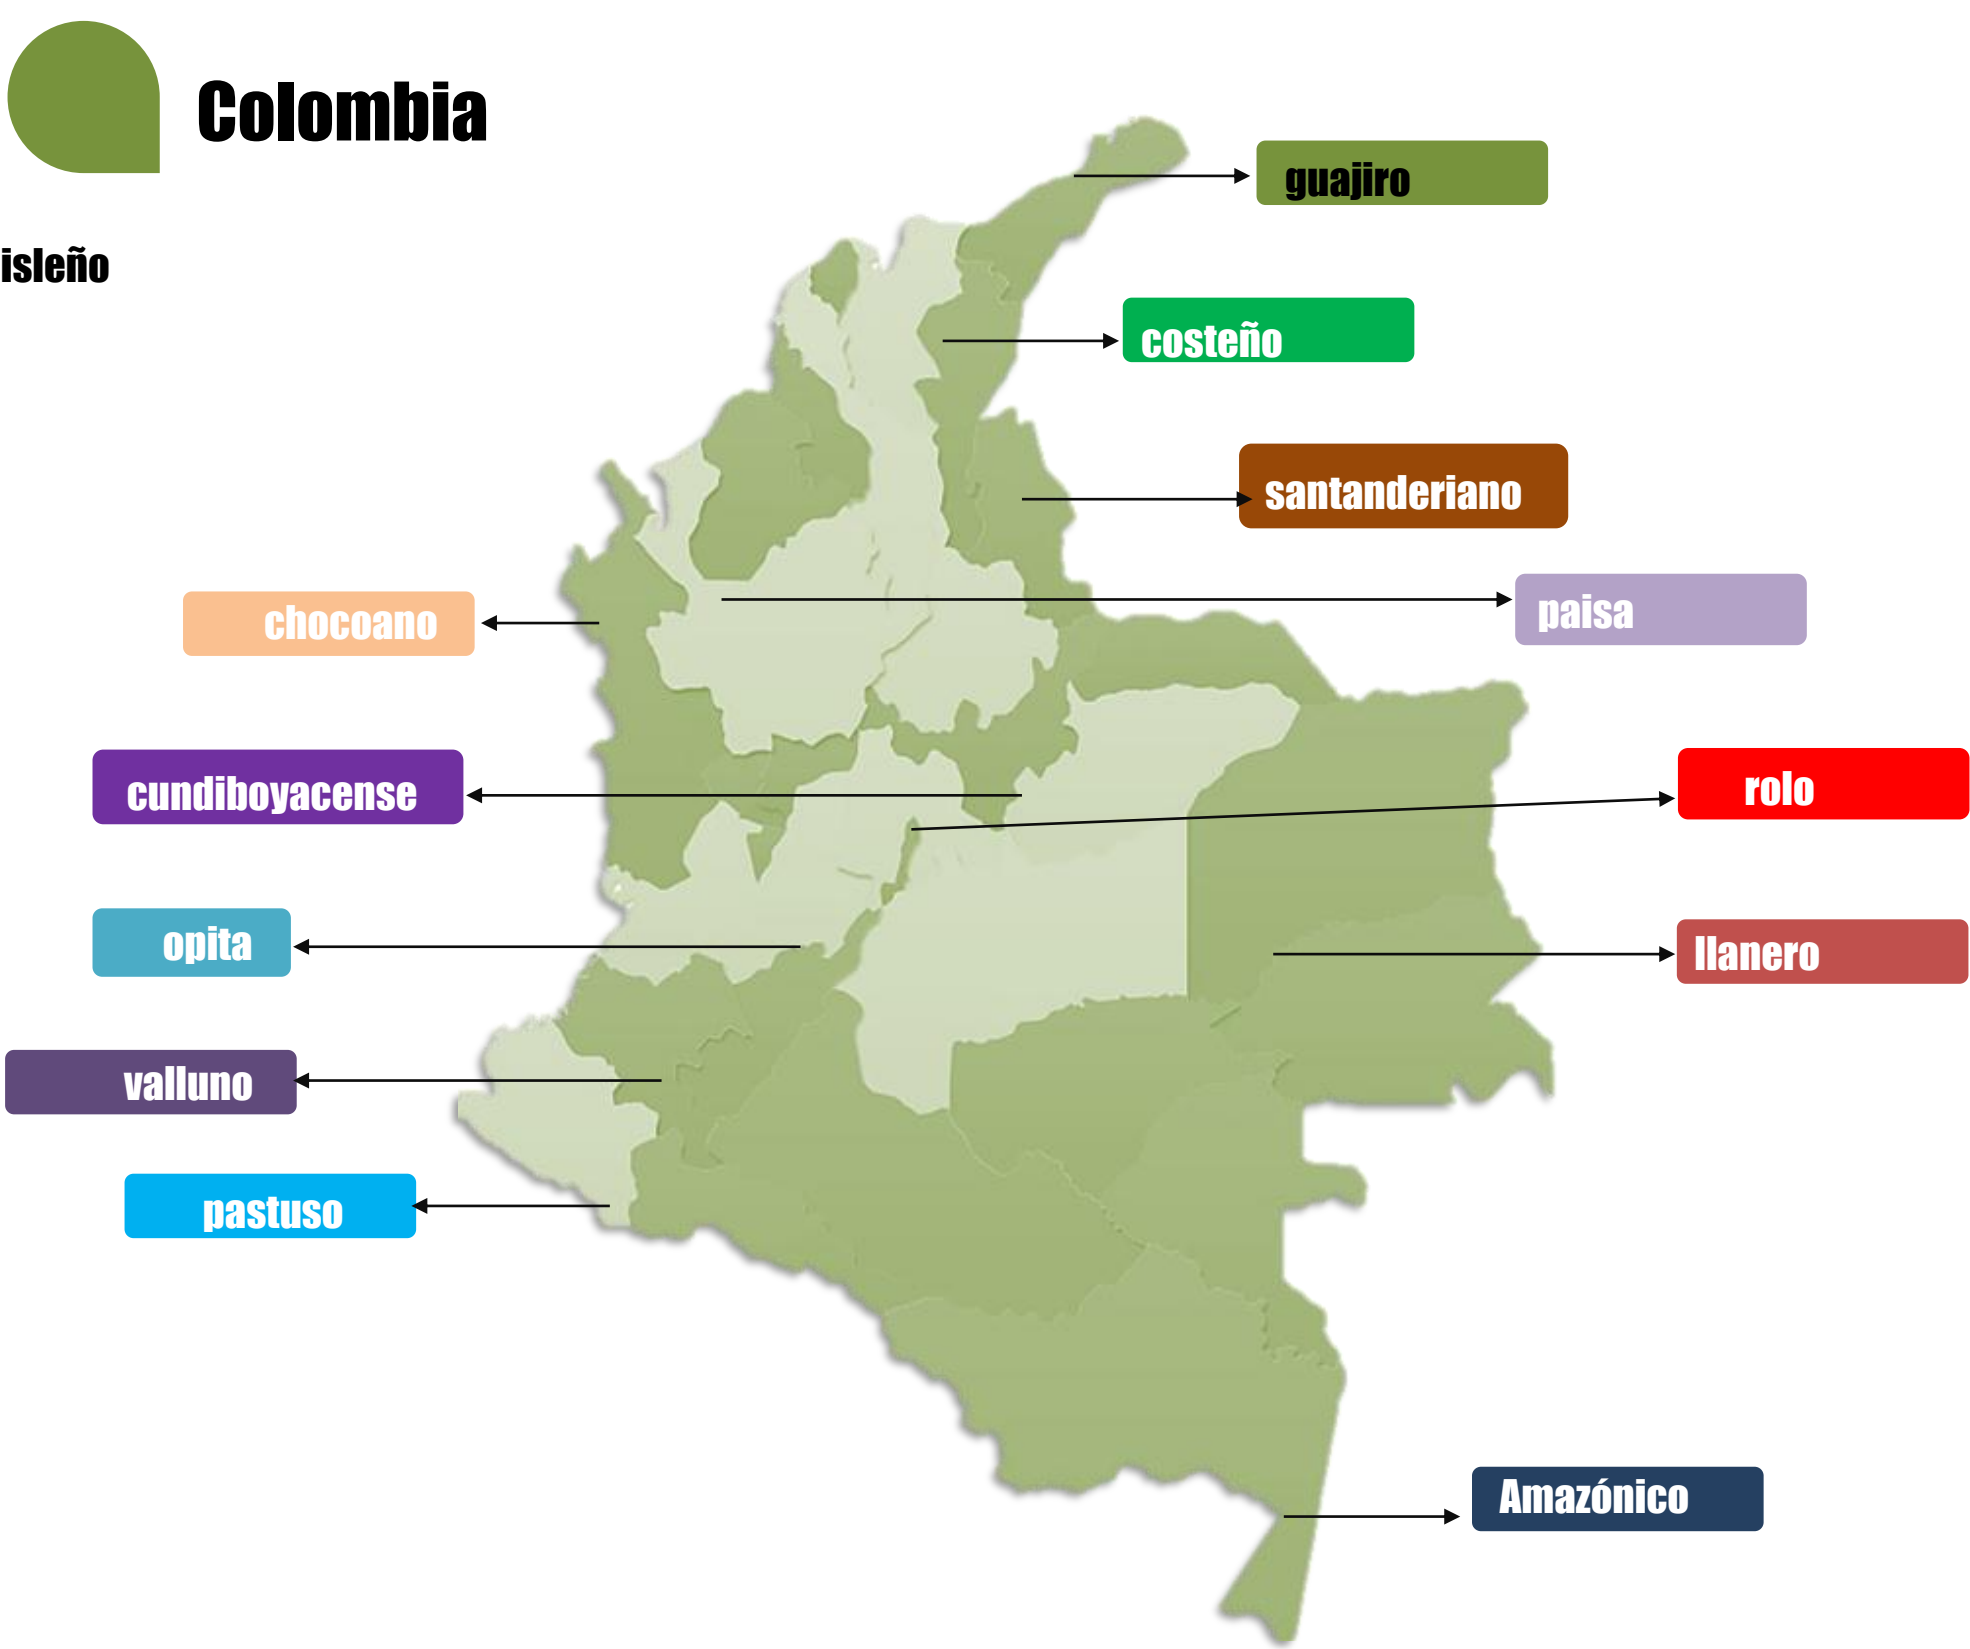 Colombia
guajiro
isleño
costeño
santanderiano
paisa
chocoano
cundiboyacense
rolo
opita
llanero
valluno
pastuso
Amazónico